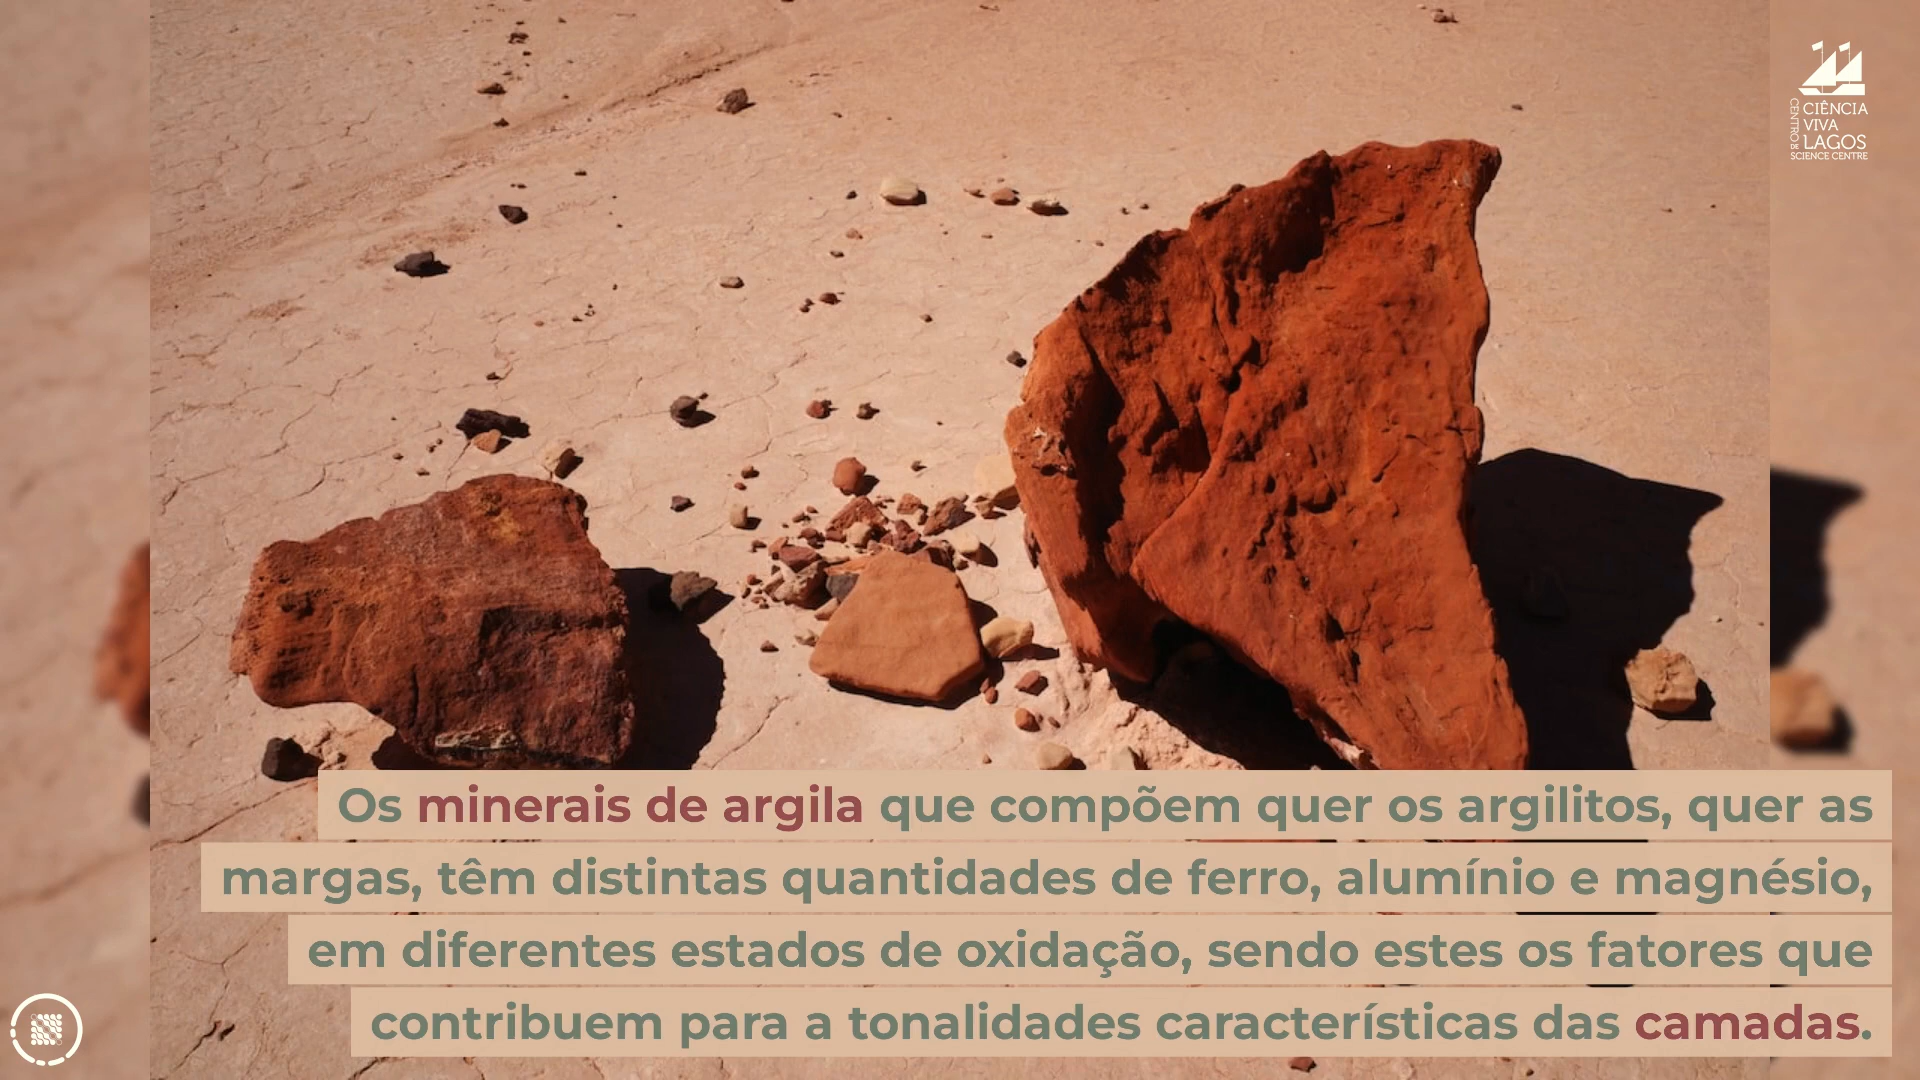 CIÊNCIA
VIVA
LAGOS
CENTRO DE
SCIENCE CENTRE
Os minerais de argila que compõem quer os argilitos, quer as
margas, têm distintas quantidades de ferro, alumínio e magnésio,
em diferentes estados de oxidação, sendo estes os fatores que
contribuem para a tonalidades características das camadas.